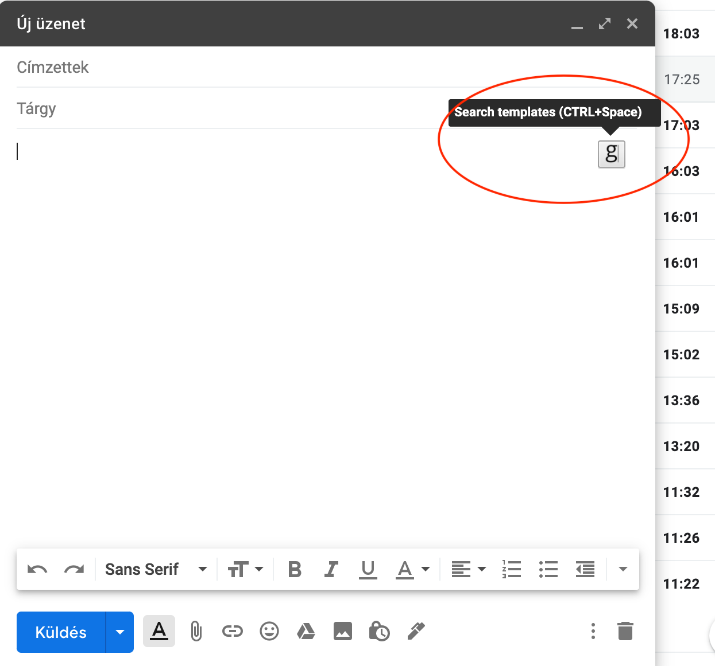 Új üzenet
Címzettek
Tárgy
Search templates (CTRL+Space)
g
Sans Serif
Küldés
18:03
17:25
17:03
16:03
16:01
16:01
15:09
15:02
13:36
13:20
11:32
11:26
11:22